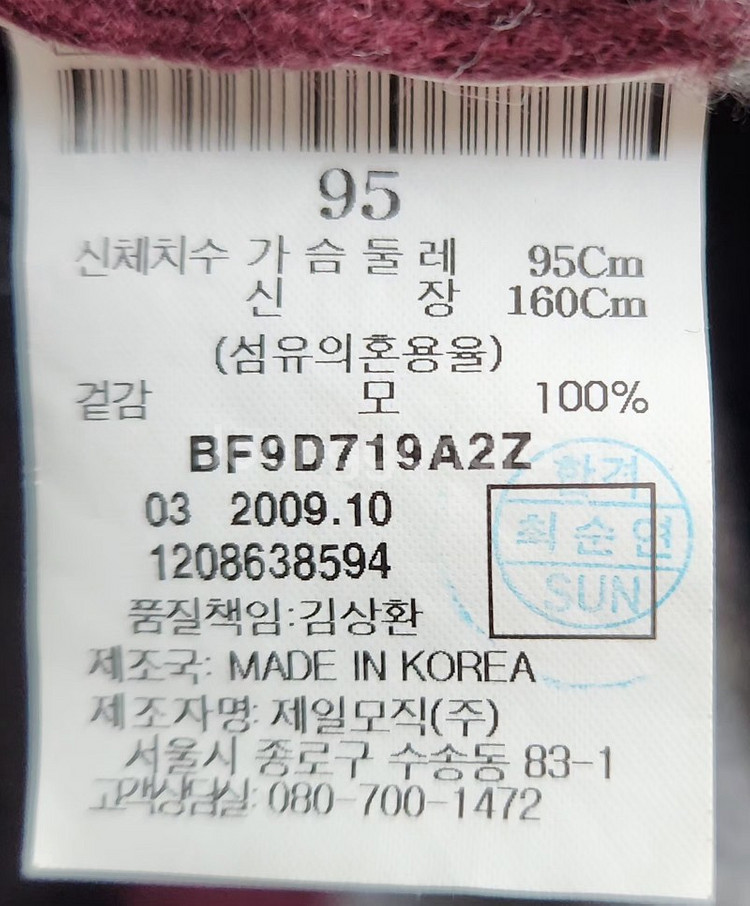 95
신체치수 가슴둘레 95Cm
신장 160Cm
(섬유의혼용율)
겉감 모 100%
BF9D719A2Z
03 2009.10
합격
최순연
SUN
1208638594
품질책임:김상환
제조국: MADE IN KOREA
제조자명: 제일모직(주)
서울시 종로구 수송동 83-1
고객상담실: 080-700-1472